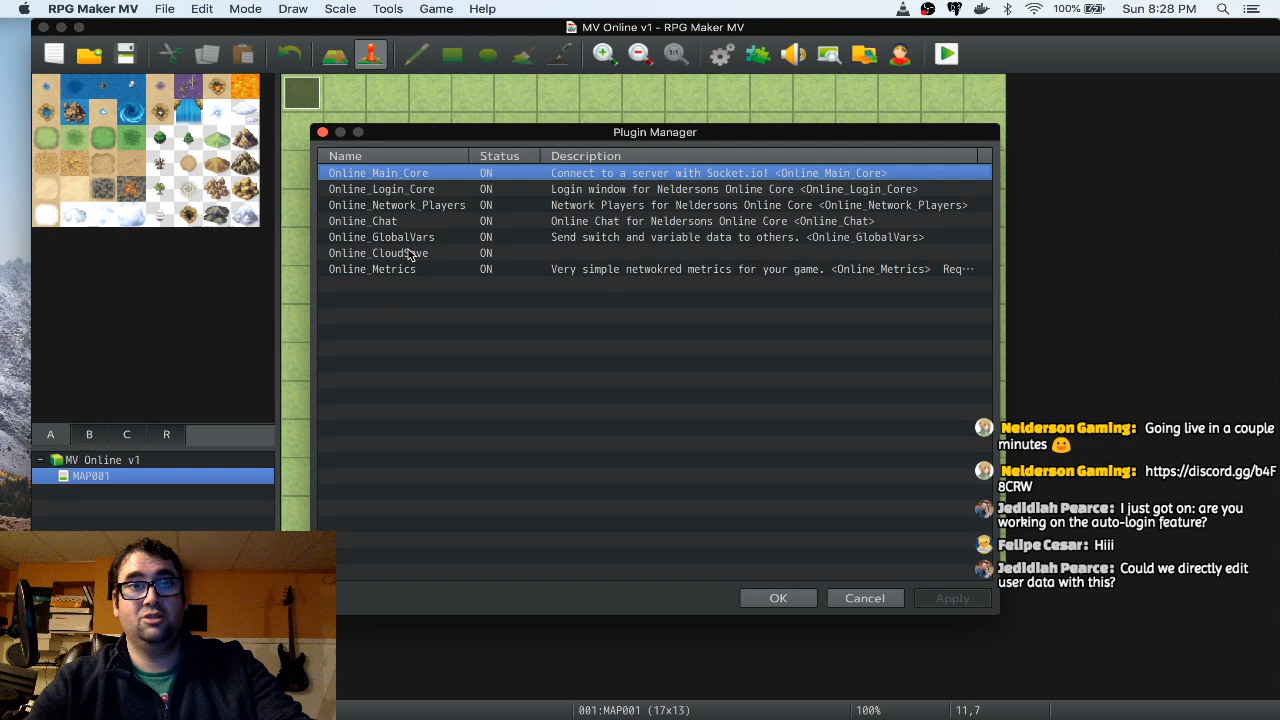 RPG Maker MV File Edit Mode Draw Scale Tools Game Help 100% Sun 8:28 PM
MV Online v1 - RPG Maker MV
1:1
Plugin Manager
Name Status Description
Online_Main_Core ON Connect to a server with Socket.io! <Online_Main_Core>
Online_Login_Core ON Login window for Neldersons Online Core <Online_Login_Core>
Online_Network_Players ON Network Players for Neldersons Online Core <Online_Network_Players>
Online_Chat ON Online Chat for Neldersons Online Core <Online_Chat>
Online_GlobalVars ON Send switch and variable data to others. <Online_GlobalVars>
Online_CloudSave ON
Online_Metrics ON Very simple netwokred metrics for your game. <Online_Metrics> Req···
OK Cancel Apply
A B C R
MV Online v1
MAP001
Nelderson Gaming: Going live in a couple
minutes
Nelderson Gaming: https://discord.gg/b4F
8CRW
Jedidiah Pearce: I just got on: are you
working on the auto-login feature?
Felipe Cesar: Hiii
Jedidiah Pearce: Could we directly edit
user data with this?
001:MAP001 (17x13) 100% 11,7